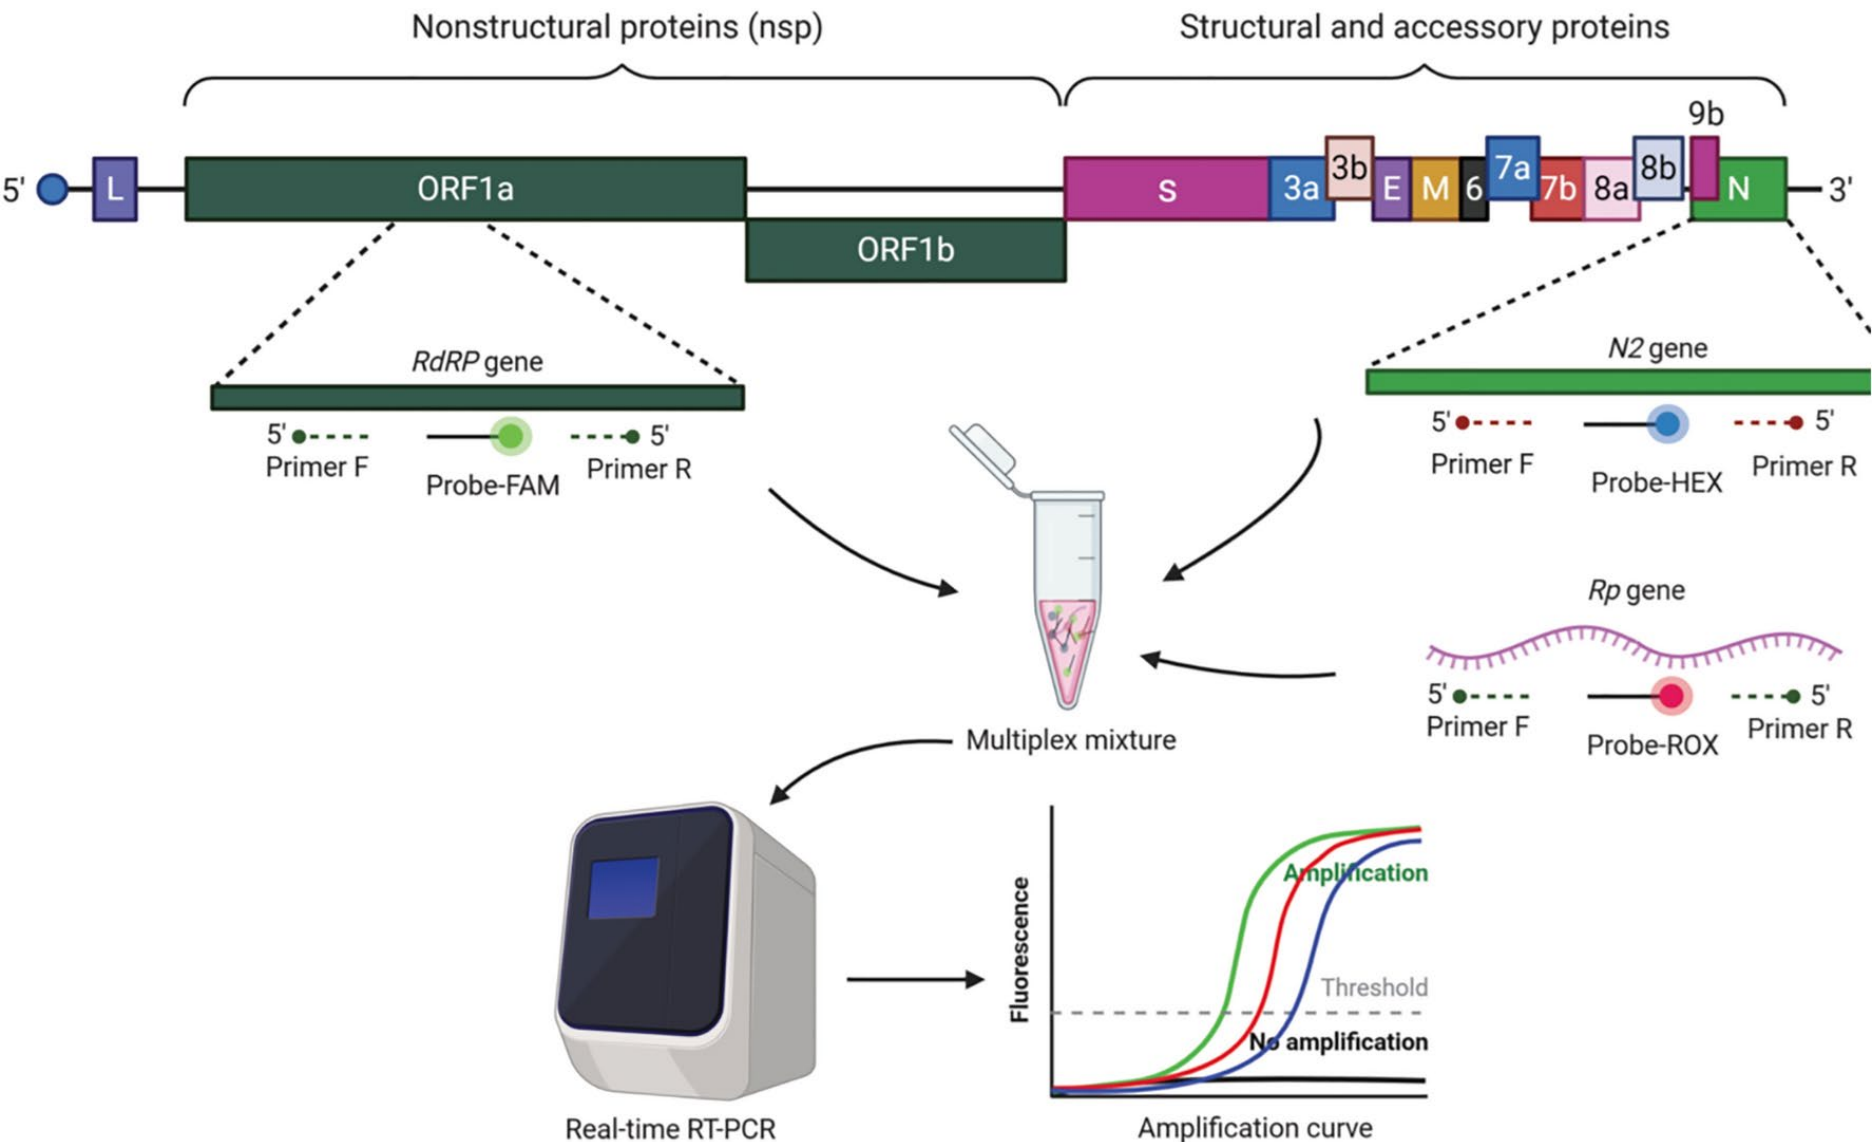 Nonstructural proteins (nsp)
Structural and accessory proteins
9b
5' L ORF1a S 3a 3b E M 6 7a 7b 8a 8b N 3'
ORF1b
RdRP gene
N2 gene
5' 5'
Primer F Probe-FAM Primer R
5' 5'
Primer F Probe-HEX Primer R
Rp gene
5' 5'
Primer F Probe-ROX Primer R
Multiplex mixture
Fluorescence
Amplification
Threshold
No amplification
Real-time RT-PCR
Amplification curve